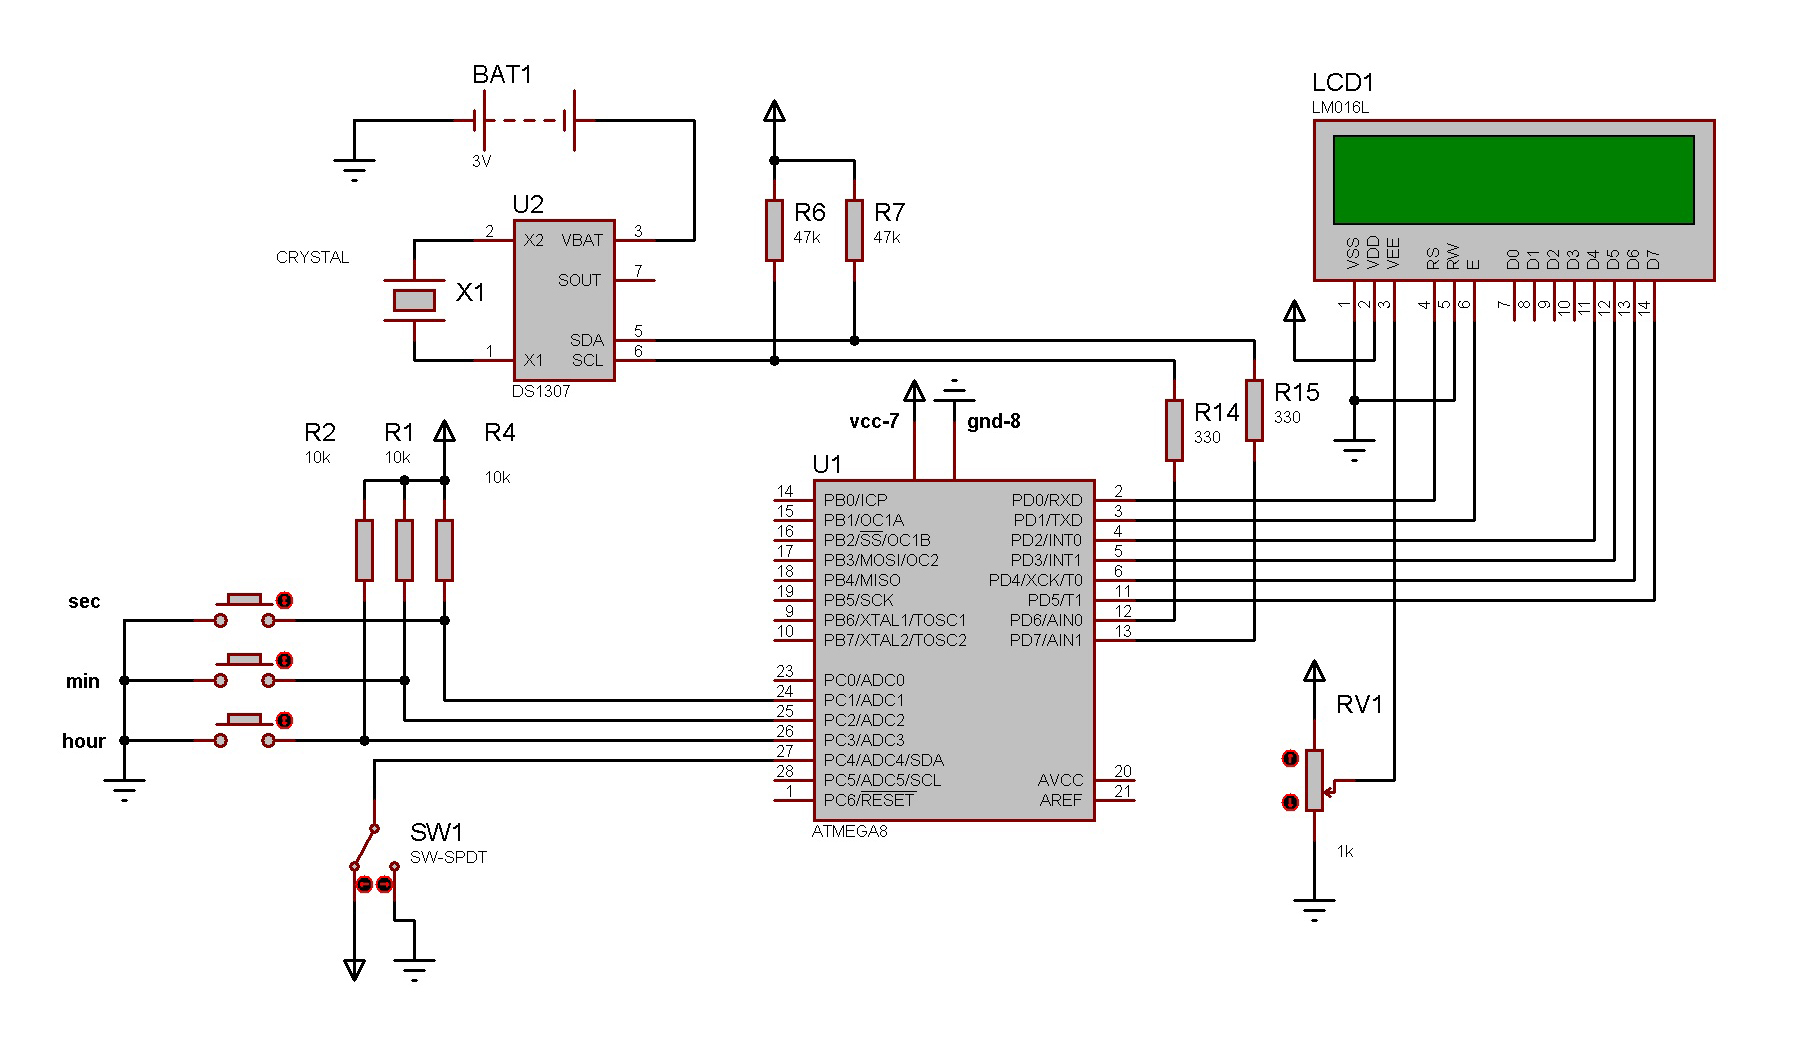 BAT1
3V
LCD1
LM016L
VSS VDD VEE RS RW E D0 D1 D2 D3 D4 D5 D6 D7
1 2 3 4 5 6 7 8 9 10 11 12 13 14
U2
2 X2 VBAT 3
SOUT 7
SDA 5
1 X1 SCL 6
DS1307
CRYSTAL
X1
R6
47k
R7
47k
R14
330
R15
330
vcc-7
gnd-8
R2
10k
R1
10k
R4
10k
sec
min
hour
U1
14 PB0/ICP PD0/RXD 2
15 PB1/OC1A PD1/TXD 3
16 PB2/SS/OC1B PD2/INT0 4
17 PB3/MOSI/OC2 PD3/INT1 5
18 PB4/MISO PD4/XCK/T0 6
19 PB5/SCK PD5/T1 11
9 PB6/XTAL1/TOSC1 PD6/AIN0 12
10 PB7/XTAL2/TOSC2 PD7/AIN1 13
23 PC0/ADC0
24 PC1/ADC1
25 PC2/ADC2
26 PC3/ADC3
27 PC4/ADC4/SDA
28 PC5/ADC5/SCL AVCC 20
1 PC6/RESET AREF 21
ATMEGA8
SW1
SW-SPDT
RV1
1k